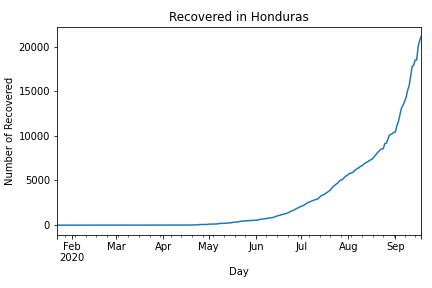 Recovered in Honduras
Number of Recovered
20000
15000
10000
5000
0
Feb Mar Apr May Jun Jul Aug Sep
2020
Day